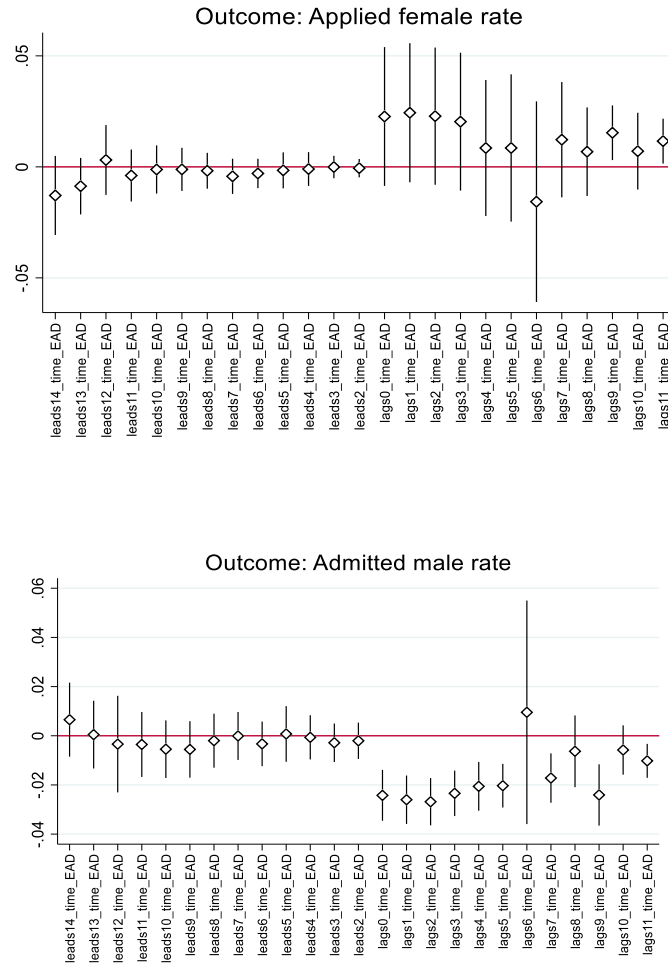 Outcome: Applied female rate
.05
0
-.05
leads14_time_EAD
leads13_time_EAD
leads12_time_EAD
leads11_time_EAD
leads10_time_EAD
leads9_time_EAD
leads8_time_EAD
leads7_time_EAD
leads6_time_EAD
leads5_time_EAD
leads4_time_EAD
leads3_time_EAD
leads2_time_EAD
lags0_time_EAD
lags1_time_EAD
lags2_time_EAD
lags3_time_EAD
lags4_time_EAD
lags5_time_EAD
lags6_time_EAD
lags7_time_EAD
lags8_time_EAD
lags9_time_EAD
lags10_time_EAD
lags11_time_EAD
Outcome: Admitted male rate
.06
.04
.02
0
-.02
-.04
leads14_time_EAD
leads13_time_EAD
leads12_time_EAD
leads11_time_EAD
leads10_time_EAD
leads9_time_EAD
leads8_time_EAD
leads7_time_EAD
leads6_time_EAD
leads5_time_EAD
leads4_time_EAD
leads3_time_EAD
leads2_time_EAD
lags0_time_EAD
lags1_time_EAD
lags2_time_EAD
lags3_time_EAD
lags4_time_EAD
lags5_time_EAD
lags6_time_EAD
lags7_time_EAD
lags8_time_EAD
lags9_time_EAD
lags10_time_EAD
lags11_time_EAD